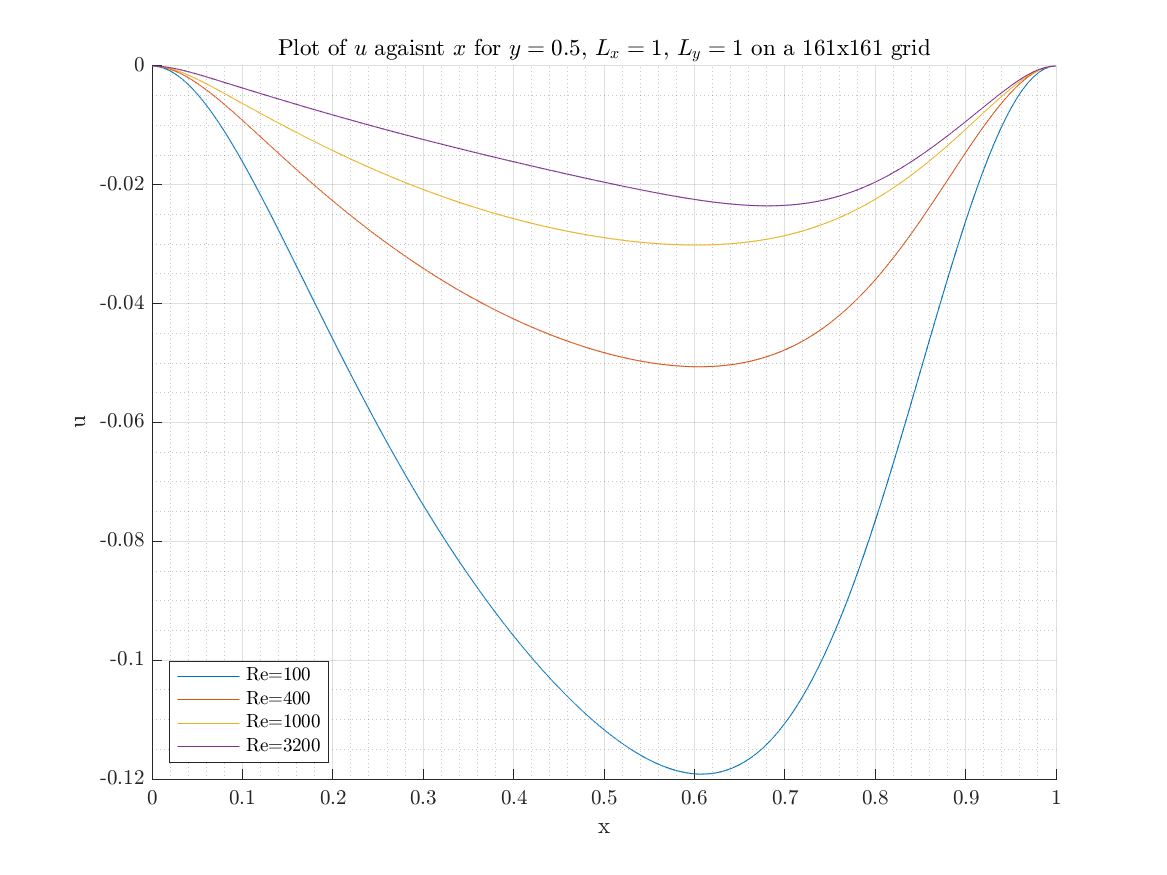 Plot of u agaisnt x for y = 0.5, Lₓ = 1, L_y = 1 on a 161x161 grid
0
-0.02
-0.04
-0.06
-0.08
-0.1
-0.12
u
Re=100
Re=400
Re=1000
Re=3200
0 0.1 0.2 0.3 0.4 0.5 0.6 0.7 0.8 0.9 1
x